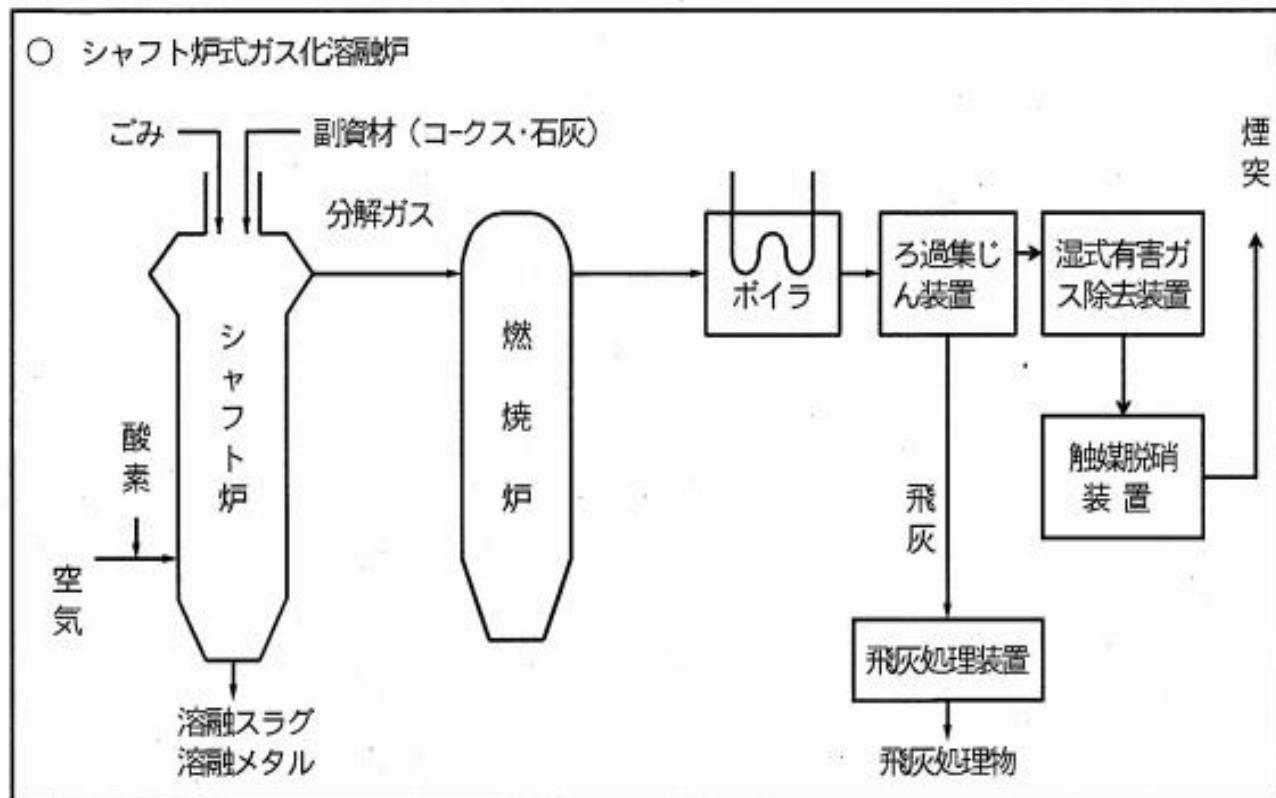 ○ シャフト炉式ガス化溶融炉
ごみ
副資材（コークス・石灰）
分解ガス
煙突
シャフト炉
燃焼炉
ボイラ
ろ過集じ
ん装置
湿式有害ガ
ス除去装置
触媒脱硝
装置
酸素
空気
飛灰
飛灰処理装置
溶融スラグ
溶融メタル
飛灰処理物